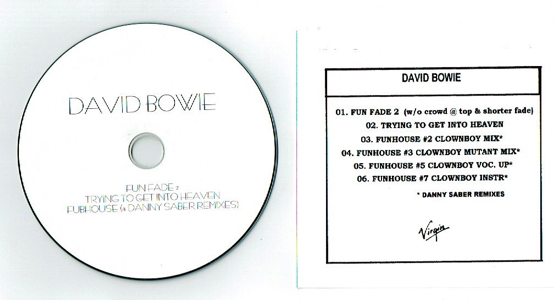 DAVID BOWIE
FUN FADE 2
TRYING TO GET INTO HEAVEN
FUBHOUSE (4 DANNY SABER REMIXES)
DAVID BOWIE
01. FUN FADE 2 (w/o crowd @ top & shorter fade)
02. TRYING TO GET INTO HEAVEN
03. FUNHOUSE #2 CLOWNBOY MIX*
04. FUNHOUSE #3 CLOWNBOY MUTANT MIX*
05. FUNHOUSE #5 CLOWNBOY VOC. UP*
06. FUNHOUSE #7 CLOWNBOY INSTR*
* DANNY SABER REMIXES
Virgin